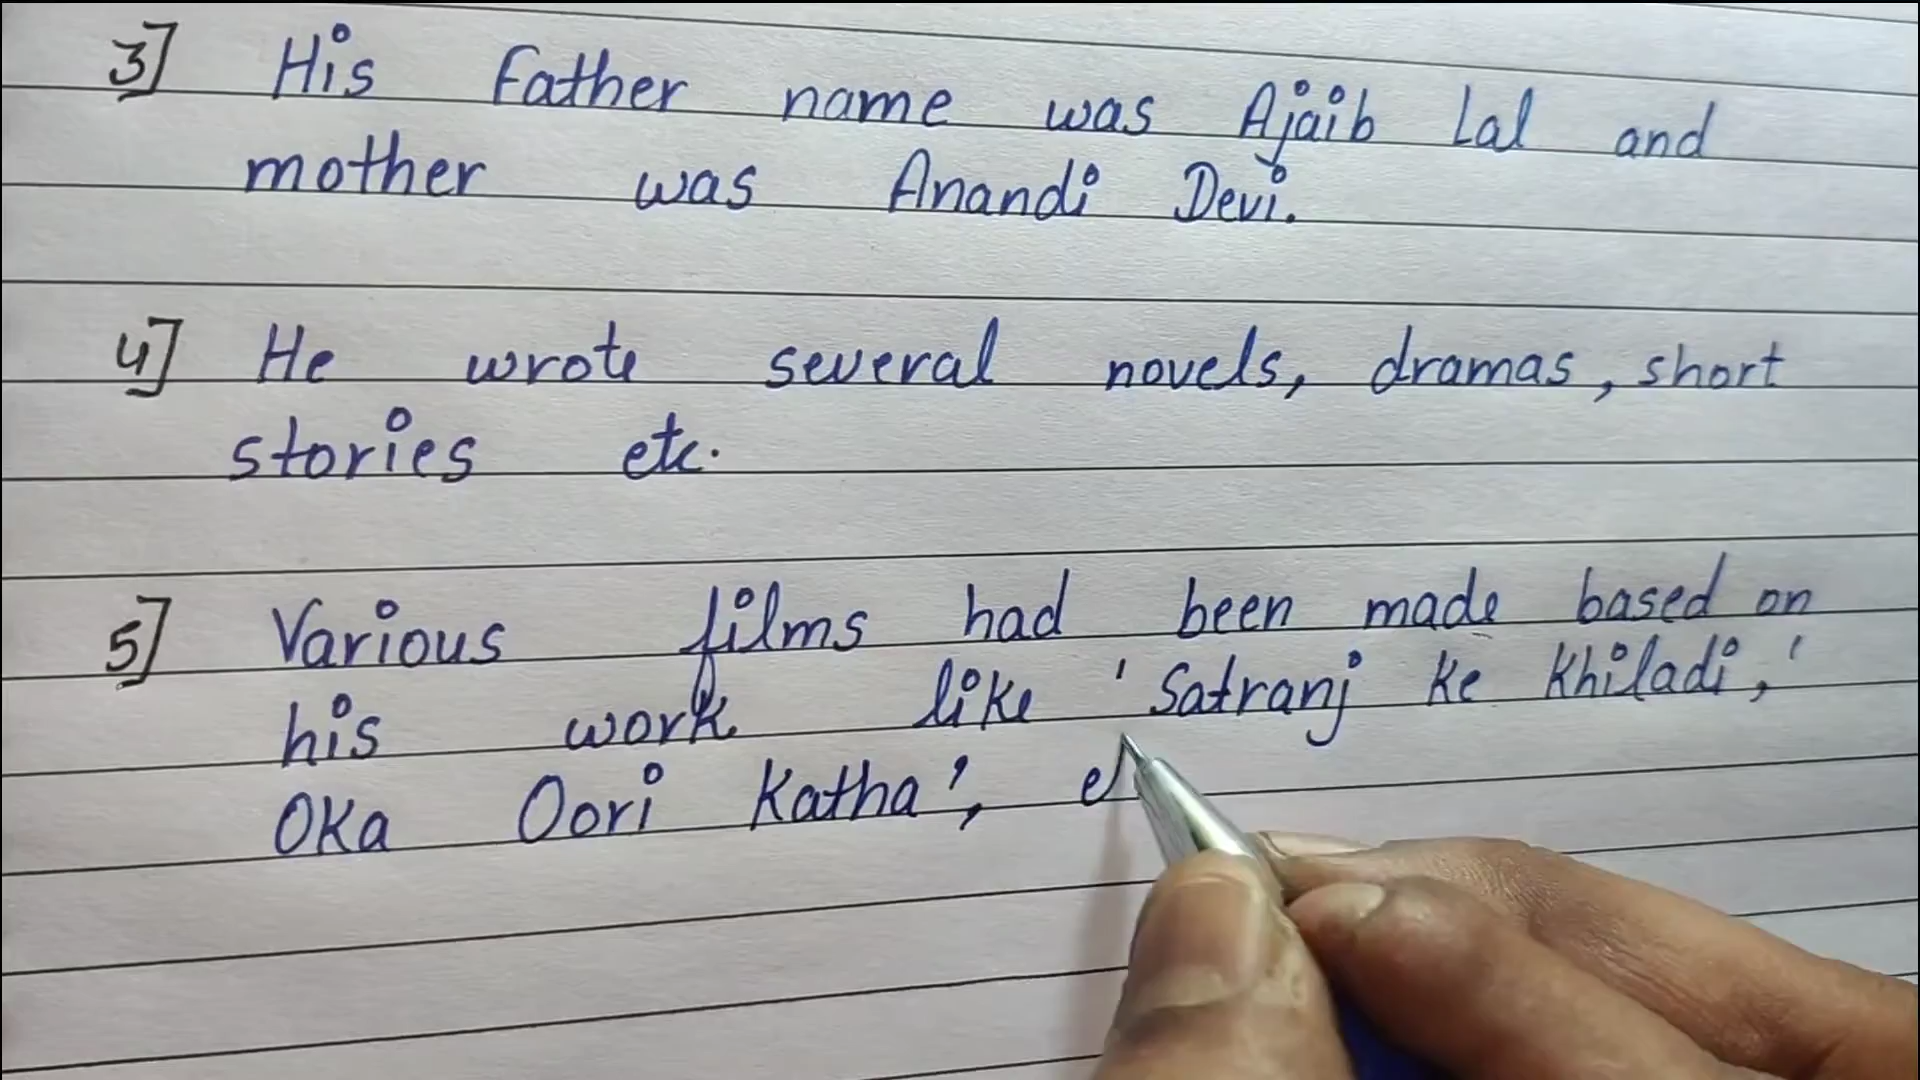 3] His Father name was Ajaib Lal and
mother was Anandi Devi.
4] He wrote several novels, dramas, short
stories etc.
5] Various films had been made based on
his work like 'Satranj Ke Khiladi,'
OKa Oori Katha', e